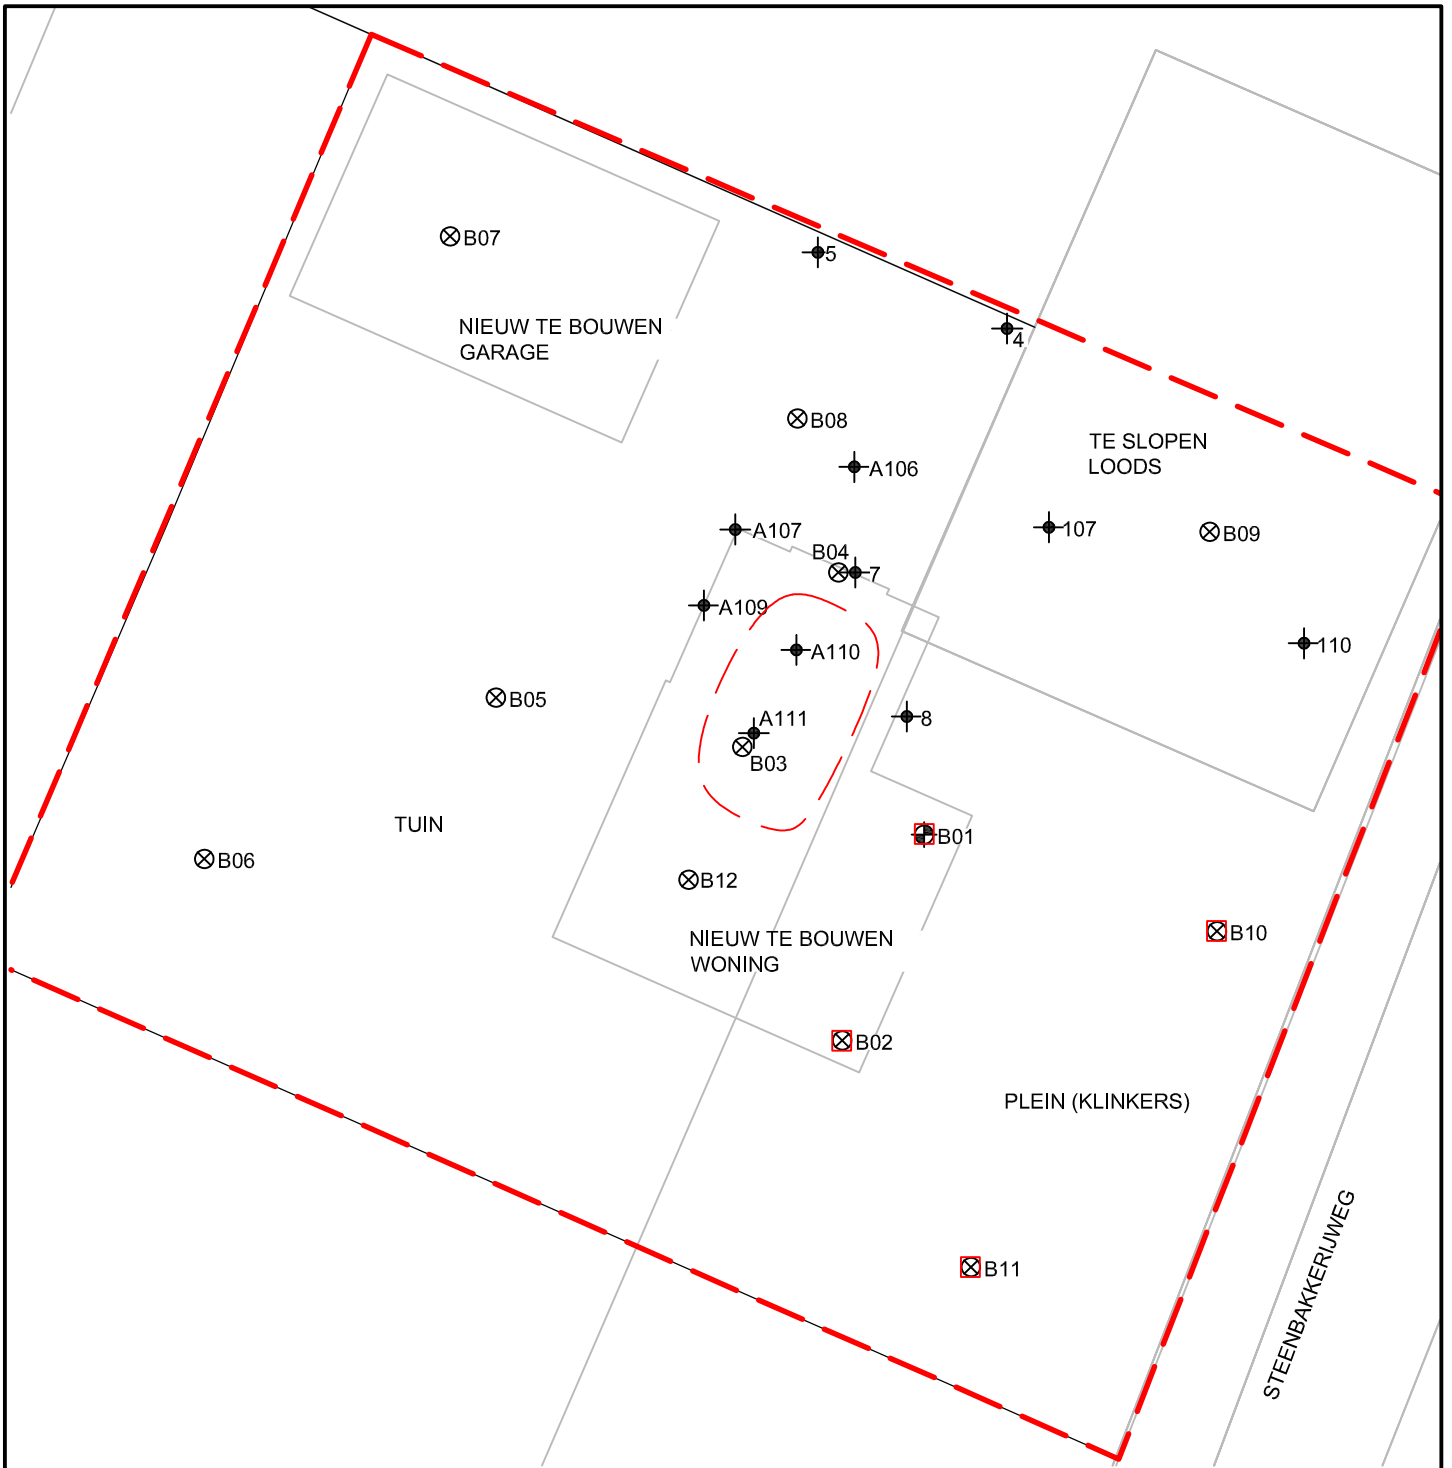 B07
5
NIEUW TE BOUWEN
GARAGE
4
B08
TE SLOPEN
LOODS
A106
A107
107
B09
B04
7
A109
A110
110
B05
A111
8
B03
TUIN
B01
B06
B12
NIEUW TE BOUWEN
WONING
B10
B02
PLEIN (KLINKERS)
B11
STEENBAKKERIJWEG